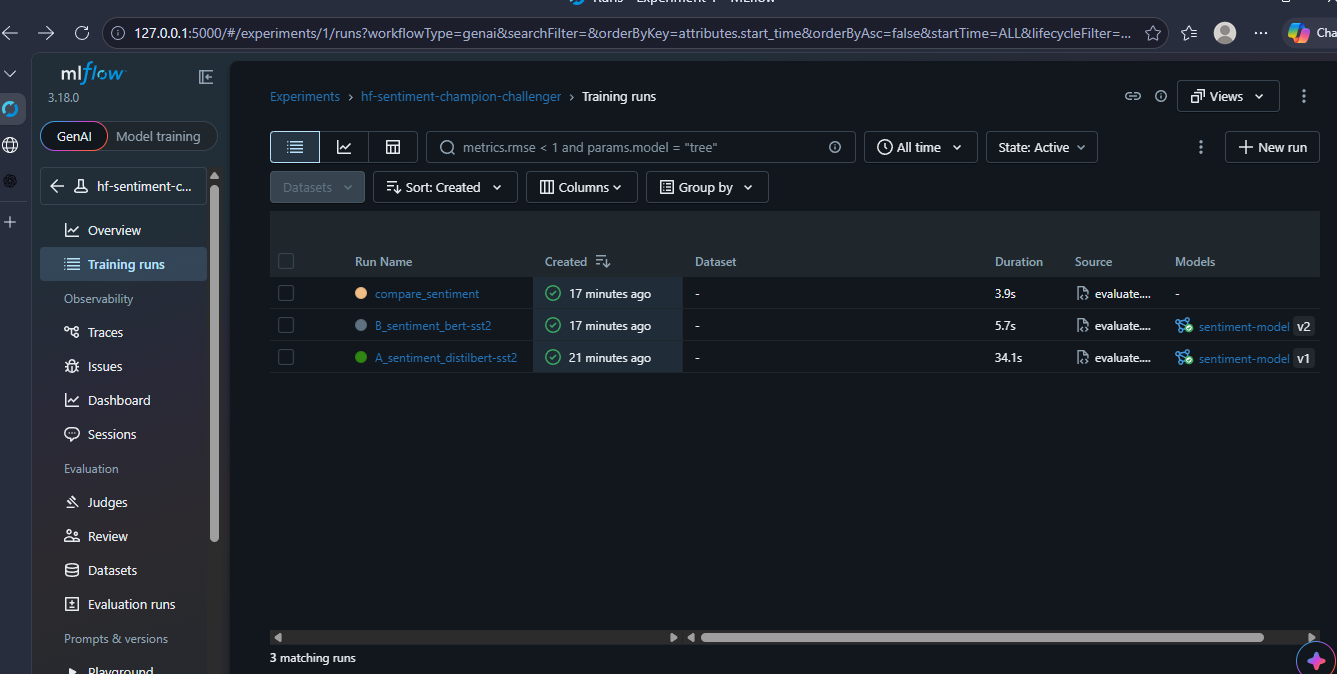 Runs - Experiment 1 - MLflow
127.0.0.1:5000/#/experiments/1/runs?workflowType=genai&searchFilter=&orderByKey=attributes.start_time&orderByAsc=false&startTime=ALL&lifecycleFilter=...
Cha
mlflow
3.18.0
GenAI Model training
hf-sentiment-c...
Overview
Training runs
Observability
Traces
Issues
Dashboard
Sessions
Evaluation
Judges
Review
Datasets
Evaluation runs
Prompts & versions
Playground
Experiments › hf-sentiment-champion-challenger › Training runs
Views
metrics.rmse < 1 and params.model = "tree"
All time
State: Active
New run
Datasets
Sort: Created
Columns
Group by
Run Name Created Dataset Duration Source Models
compare_sentiment 17 minutes ago - 3.9s evaluate.... -
B_sentiment_bert-sst2 17 minutes ago - 5.7s evaluate.... sentiment-model v2
A_sentiment_distilbert-sst2 21 minutes ago - 34.1s evaluate.... sentiment-model v1
3 matching runs